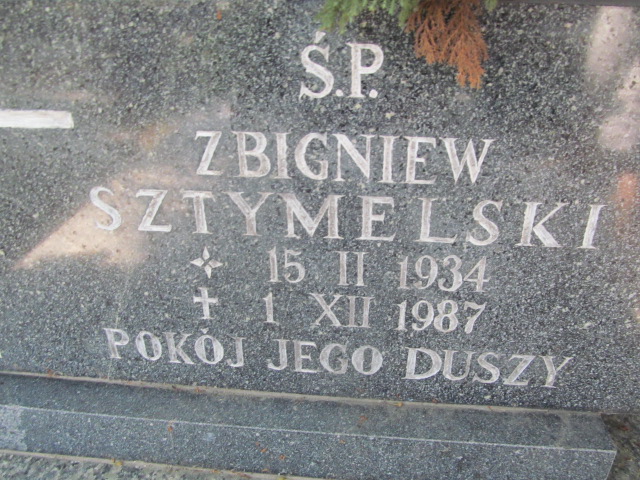 Ś.P.
ZBIGNIEW
SZTYMELSKI
15 II 1934
1 XII 1987
POKÓJ JEGO DUSZY